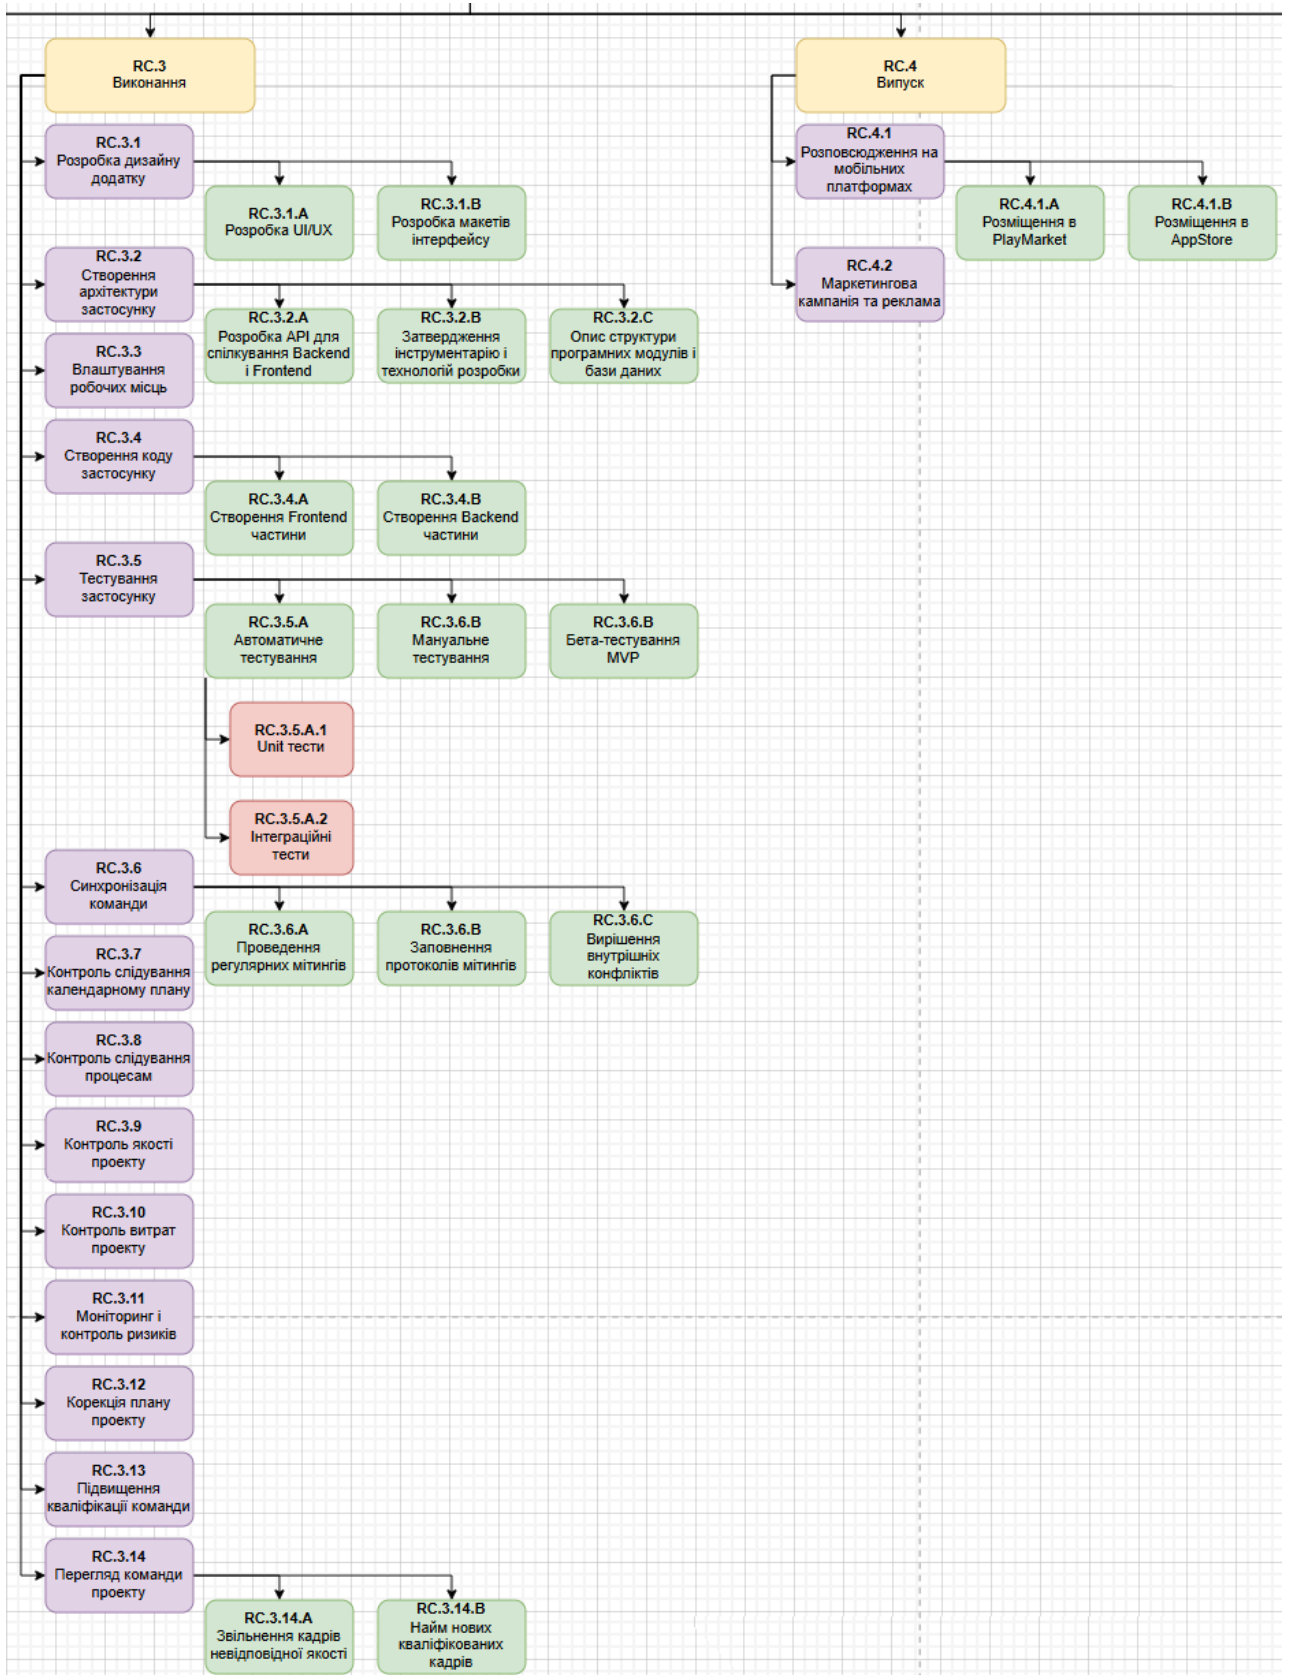 RC.3
Виконання
RC.3.1
Розробка дизайну
додатку
RC.3.1.A
Розробка UI/UX
RC.3.1.B
Розробка макетів
інтерфейсу
RC.3.2
Створення
архітектури
застосунку
RC.3.2.A
Розробка API для
спілкування Backend
і Frontend
RC.3.2.B
Затвердження
інструментарію і
технологій розробки
RC.3.2.C
Опис структури
програмних модулів і
бази даних
RC.3.3
Влаштування
робочих місць
RC.3.4
Створення коду
застосунку
RC.3.4.A
Створення Frontend
частини
RC.3.4.B
Створення Backend
частини
RC.3.5
Тестування
застосунку
RC.3.5.A
Автоматичне
тестування
RC.3.6.B
Мануальне
тестування
RC.3.6.B
Бета-тестування
MVP
RC.3.5.A.1
Unit тести
RC.3.5.A.2
Інтеграційні
тести
RC.3.6
Синхронізація
команди
RC.3.6.A
Проведення
регулярних мітингів
RC.3.6.B
Заповнення
протоколів мітингів
RC.3.6.C
Вирішення
внутрішніх
конфліктів
RC.3.7
Контроль слідування
календарному плану
RC.3.8
Контроль слідування
процесам
RC.3.9
Контроль якості
проекту
RC.3.10
Контроль витрат
проекту
RC.3.11
Моніторинг і
контроль ризиків
RC.3.12
Корекція плану
проекту
RC.3.13
Підвищення
кваліфікації команди
RC.3.14
Перегляд команди
проекту
RC.3.14.A
Звільнення кадрів
невідповідної якості
RC.3.14.B
Найм нових
кваліфікованих
кадрів
RC.4
Випуск
RC.4.1
Розповсюдження на
мобільних
платформах
RC.4.1.A
Розміщення в
PlayMarket
RC.4.1.B
Розміщення в
AppStore
RC.4.2
Маркетингова
кампанія та реклама